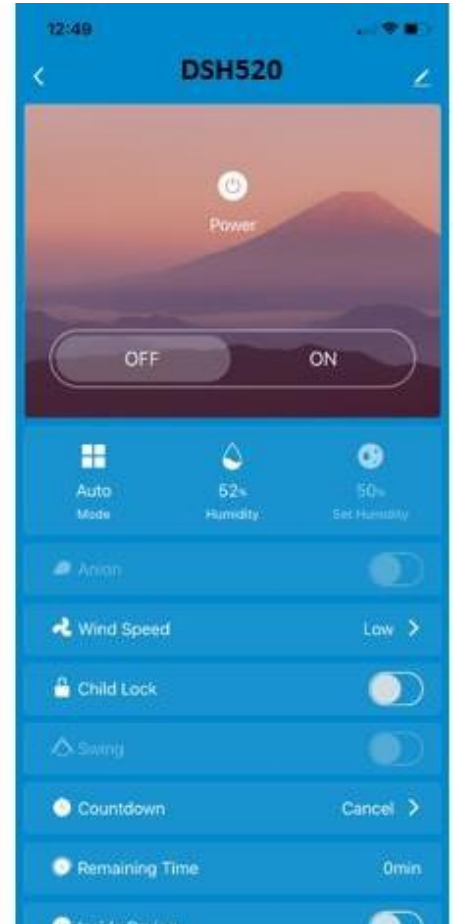 12:49
DSH520
Power
OFF ON
Auto 52% 50%
Mode Humidity Set Humidity
Anion
Wind Speed Low
Child Lock
Swing
Countdown Cancel
Remaining Time 0min